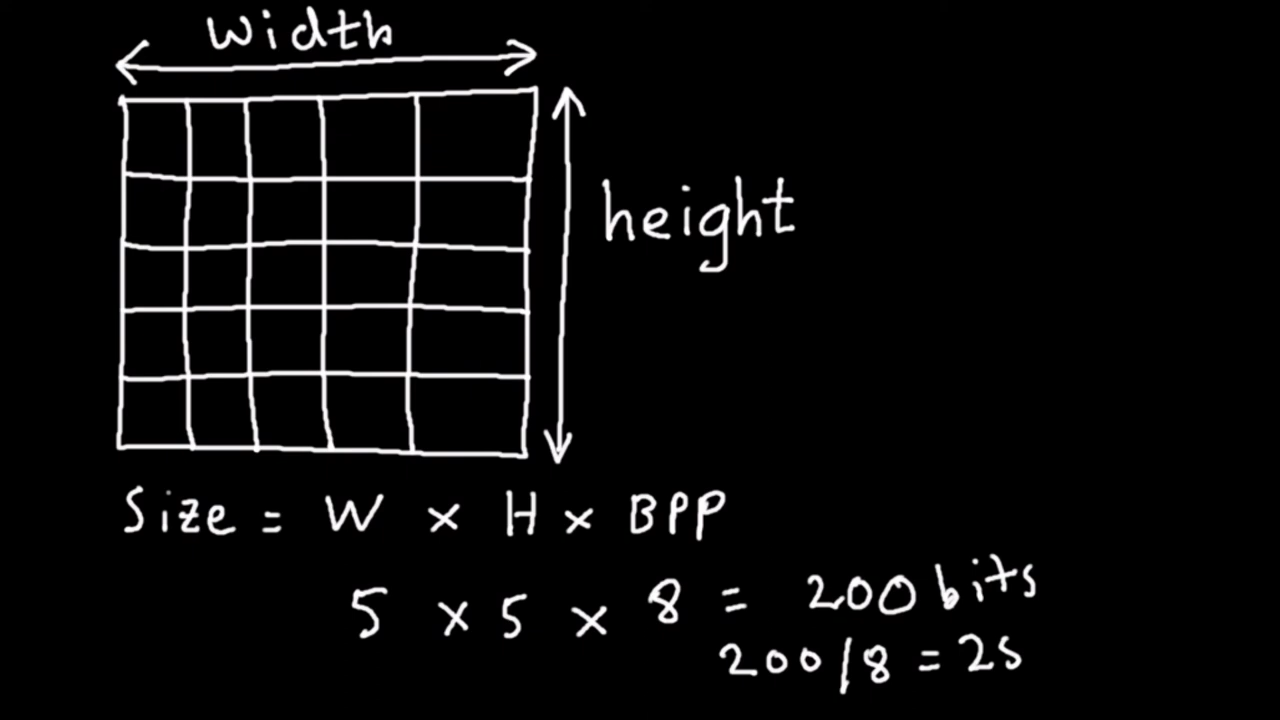 Width
height
Size = W x H x BPP
5 x 5 x 8 = 200 bits
200/8 = 25